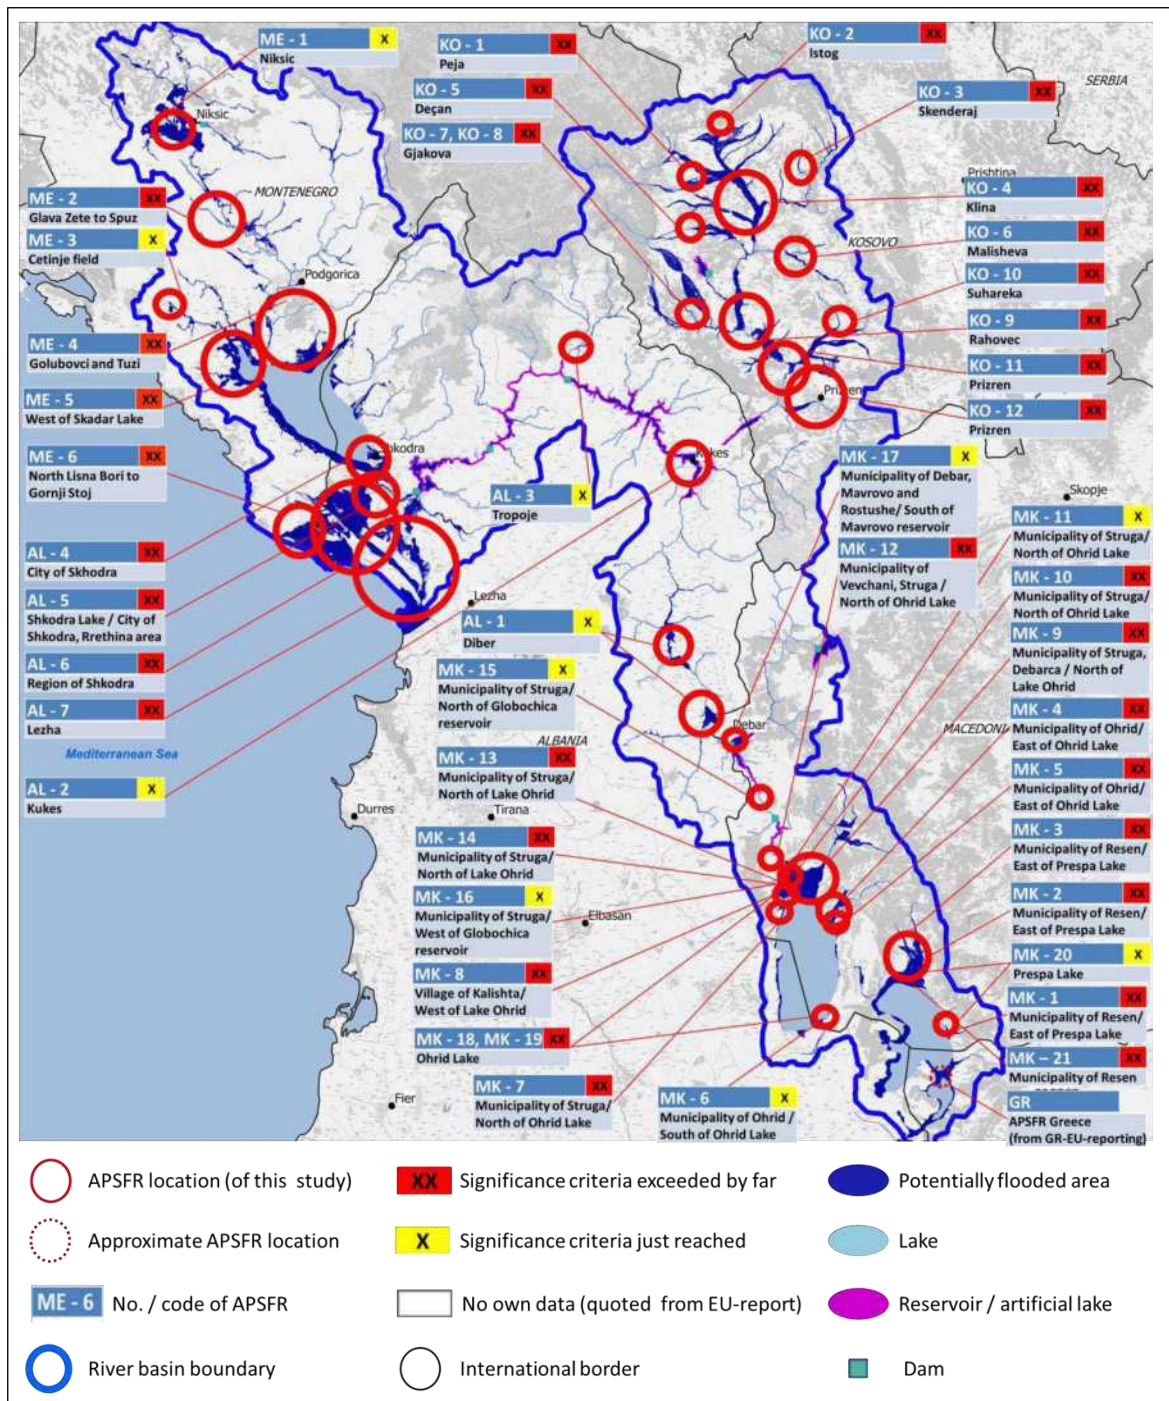 ME - 1 X
Niksic
KO - 1 XX
Peja
KO - 2 XX
Istog
SERBIA
KO - 5 XX
Deçan
KO - 3 XX
Skenderaj
Niksic
KO - 7, KO - 8 XX
Gjakova
Prishtina
MONTENEGRO
ME - 2 XX
Glava Zete to Spuz
KO - 4 XX
Klina
ME - 3 X
Cetinje field
KO - 6 XX
Malisheva
KOSOVO
Podgorica
KO - 10 XX
Suhareka
KO - 9 XX
Rahovec
ME - 4 XX
Golubovci and Tuzi
KO - 11 XX
Prizren
ME - 5 XX
West of Skadar Lake
Prizren
KO - 12 XX
Prizren
ME - 6 XX
North Lisna Bori to
Gornji Stoj
Shkodra
Kukes
MK - 17 X
Municipality of Debar,
Mavrovo and
Rostushe/ South of
Mavrovo reservoir
Skopje
AL - 3 X
Tropoje
MK - 11 X
Municipality of Struga/
North of Ohrid Lake
AL - 4 XX
City of Skhodra
MK - 12 XX
Municipality of
Vevchani, Struga /
North of Ohrid Lake
MK - 10 XX
Municipality of Struga/
North of Ohrid Lake
AL - 5 XX
Shkodra Lake / City of
Shkodra, Rrethina area
Lezha
AL - 1 X
Diber
MK - 9 XX
Municipality of Struga,
Debarca / North of
Lake Ohrid
AL - 6 XX
Region of Shkodra
MK - 15 X
Municipality of Struga/
North of Globochica
reservoir
AL - 7 XX
Lezha
MK - 4 XX
Municipality of Ohrid/
East of Ohrid Lake
Debar
MACEDONI
Mediterranean Sea
ALBANIA
MK - 13 XX
Municipality of Struga/
North of Lake Ohrid
MK - 5 XX
Municipality of Ohrid/
East of Ohrid Lake
AL - 2 X
Kukes
Durres
Tirana
MK - 3 XX
Municipality of Resen/
East of Prespa Lake
MK - 14 XX
Municipality of Struga/
North of Lake Ohrid
MK - 2 XX
Municipality of Resen/
East of Prespa Lake
MK - 16 X
Municipality of Struga/
West of Globochica
reservoir
Elbasan
MK - 20 X
Prespa Lake
MK - 8 XX
Village of Kalishta/
West of Lake Ohrid
MK - 1 XX
Municipality of Resen/
East of Prespa Lake
MK - 18, MK - 19 XX
Ohrid Lake
MK – 21 XX
Municipality of Resen
MK - 7 XX
Municipality of Struga/
North of Ohrid Lake
MK - 6 X
Municipality of Ohrid /
South of Ohrid Lake
GR
APSFR Greece
(from GR-EU-reporting)
Fier
APSFR location (of this study)
XX Significance criteria exceeded by far
Potentially flooded area
Approximate APSFR location
X Significance criteria just reached
Lake
ME - 6 No. / code of APSFR
No own data (quoted from EU-report)
Reservoir / artificial lake
River basin boundary
International border
Dam